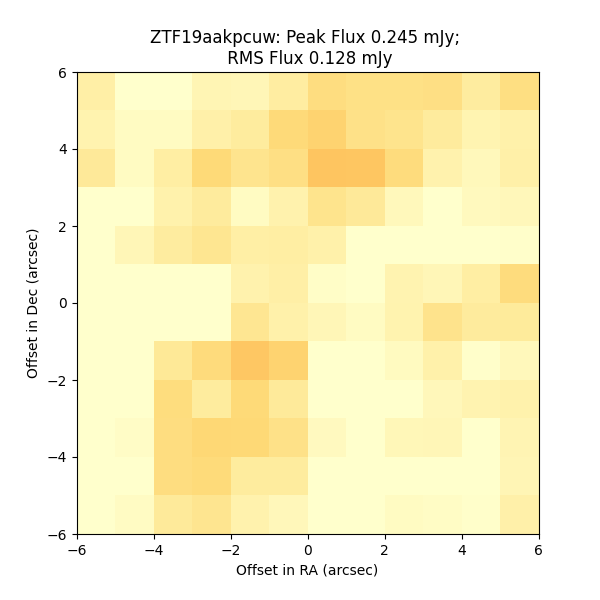 ZTF19aakpcuw: Peak Flux 0.245 mJy;
RMS Flux 0.128 mJy
6
4
2
0
−2
−4
−6
Offset in Dec (arcsec)
−6 −4 −2 0 2 4 6
Offset in RA (arcsec)